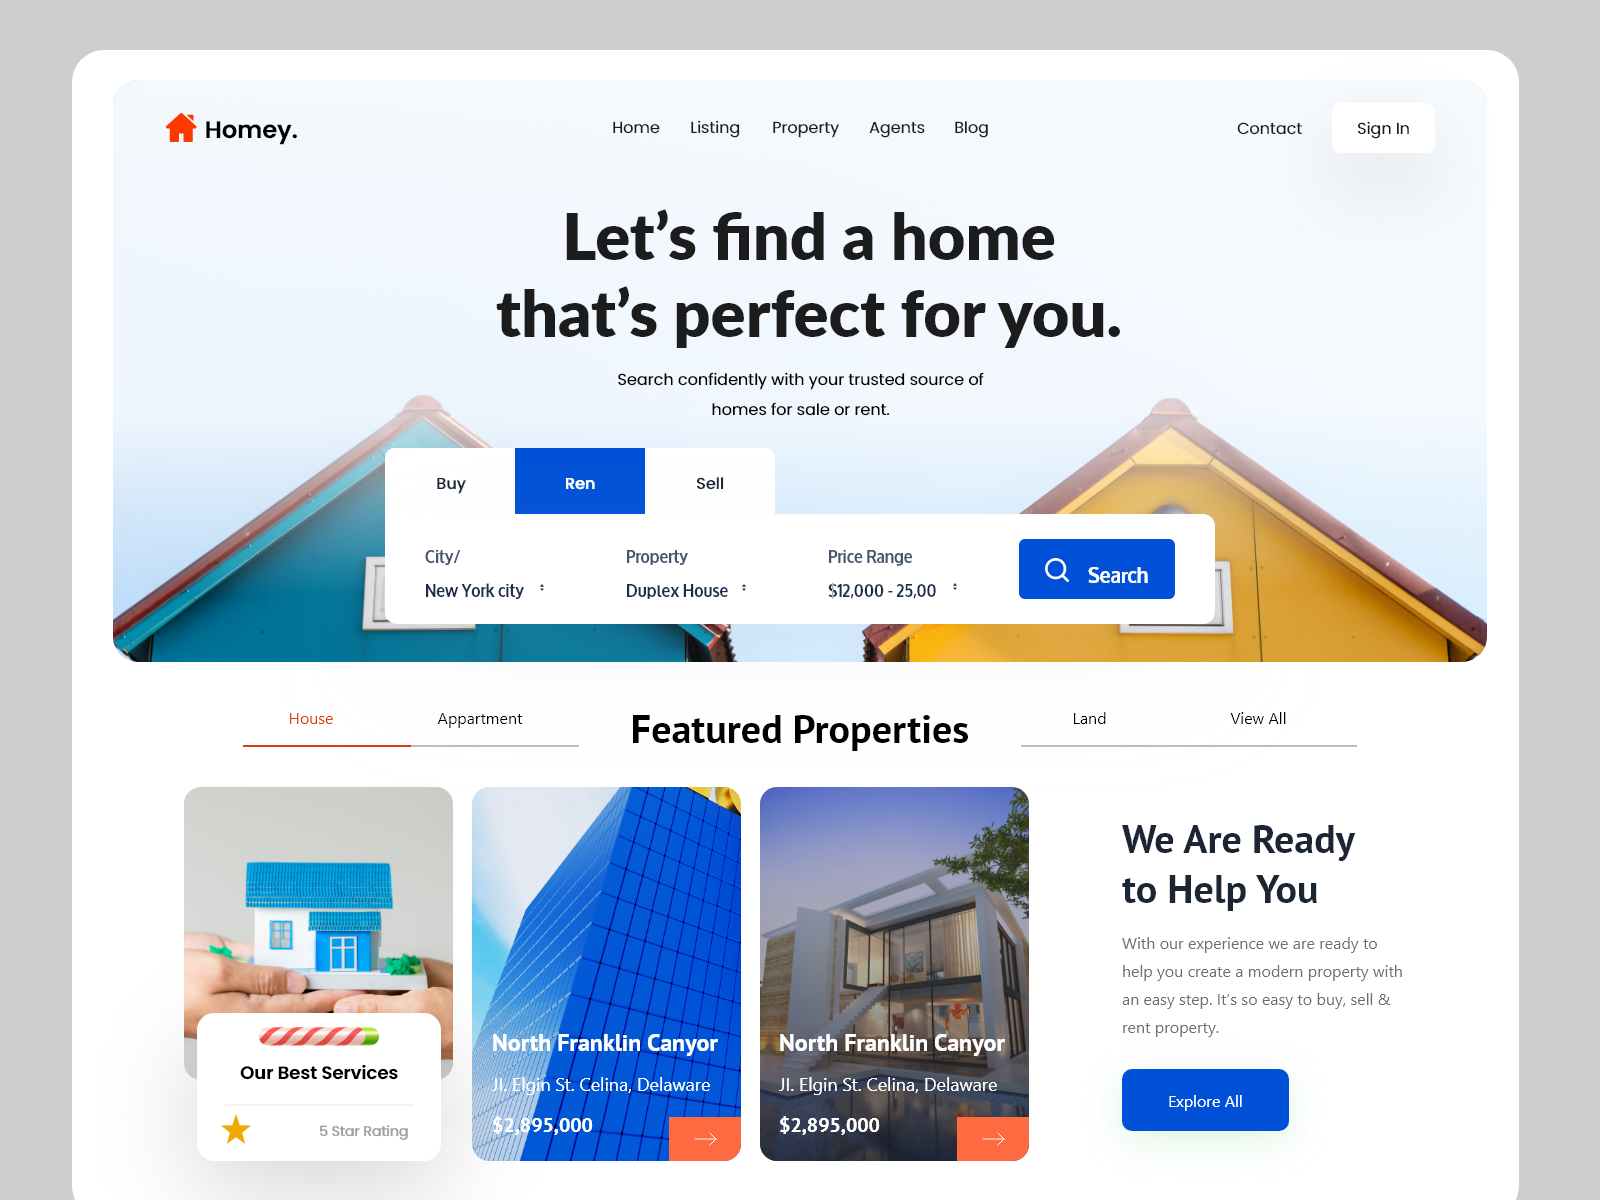 Homey.
Home Listing Property Agents Blog
Contact
Sign In
Let’s find a home
that’s perfect for you.
Search confidently with your trusted source of
homes for sale or rent.
Buy
Ren
Sell
City/
New York city
Property
Duplex House
Price Range
$12,000 - 25,00
Search
House
Appartment
Featured Properties
Land
View All
Our Best Services
5 Star Rating
North Franklin Canyor
Jl. Elgin St. Celina, Delaware
$2,895,000
North Franklin Canyor
Jl. Elgin St. Celina, Delaware
$2,895,000
We Are Ready
to Help You
With our experience we are ready to
help you create a modern property with
an easy step. It’s so easy to buy, sell &
rent property.
Explore All